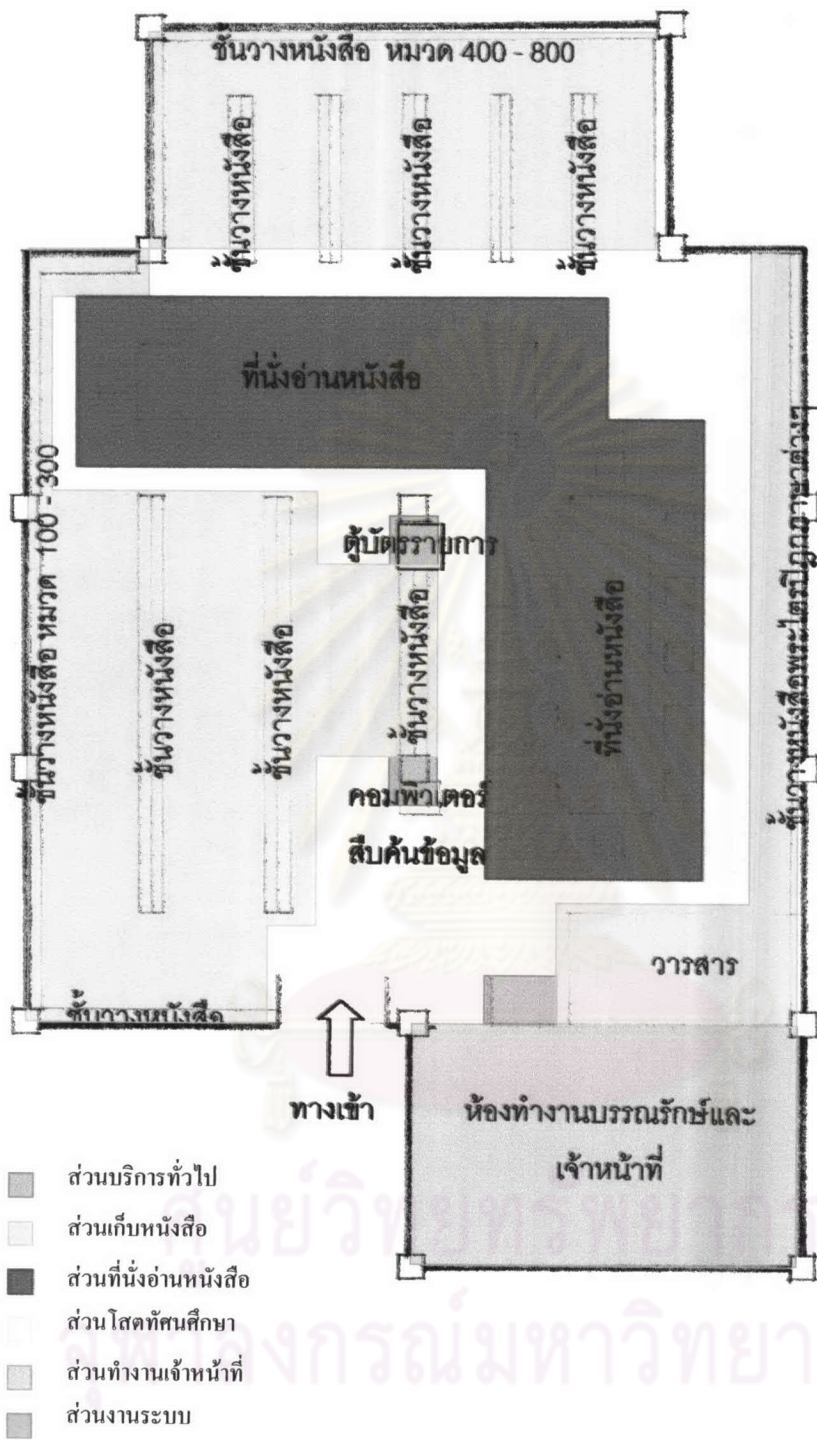 ชั้นวางหนังสือ หมวด 400 - 800
ชั้นวางหนังสือ
ชั้นวางหนังสือ
ชั้นวางหนังสือ
ที่นั่งอ่านหนังสือ
ชั้นวางหนังสือ หมวด 100 - 300
ชั้นวางหนังสือ
ชั้นวางหนังสือ
ตู้บัตรรายการ
ชั้นวางหนังสือ
ที่นั่งอ่านหนังสือ
ชั้นวางหนังสือพระไตรปิฎกภาษาต่างๆ
คอมพิวเตอร์
สืบค้นข้อมูล
วารสาร
ชั้นวางหนังสือ
ทางเข้า
ห้องทำงานบรรณรักษ์และ
เจ้าหน้าที่
ส่วนบริการทั่วไป
ส่วนเก็บหนังสือ
ส่วนที่นั่งอ่านหนังสือ
ส่วนโสตทัศนศึกษา
ส่วนทำงานเจ้าหน้าที่
ส่วนงานระบบ
ศูนย์วิทยทรัพยากร
จุฬาลงกรณ์มหาวิทยา